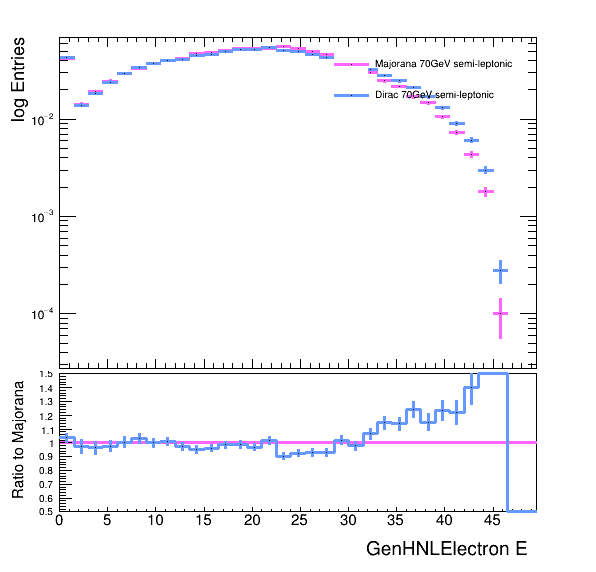 log Entries
Majorana 70GeV semi-leptonic
Dirac 70GeV semi-leptonic
10⁻²
10⁻³
10⁻⁴
Ratio to Majorana
1.5
1.4
1.3
1.2
1.1
1
0.9
0.8
0.7
0.6
0.5
0 5 10 15 20 25 30 35 40 45
GenHNLElectron E